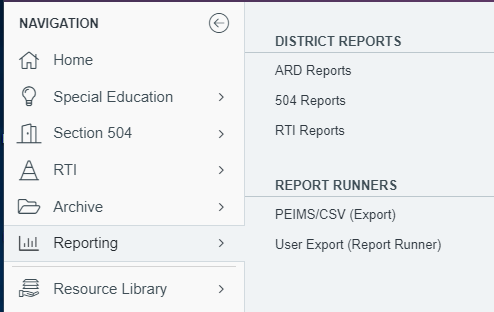 NAVIGATION
Home
Special Education
Section 504
RTI
Archive
Reporting
Resource Library
DISTRICT REPORTS
ARD Reports
504 Reports
RTI Reports
REPORT RUNNERS
PEIMS/CSV (Export)
User Export (Report Runner)